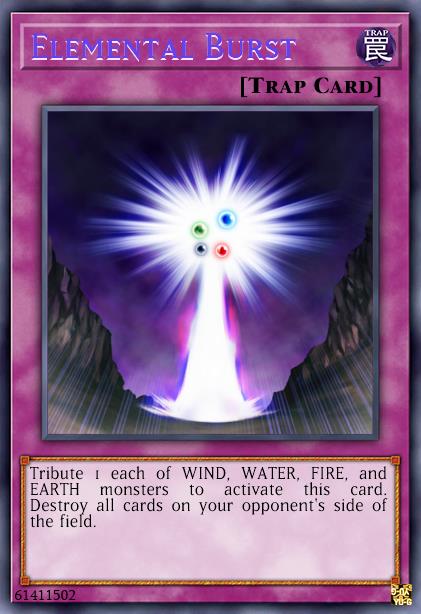 Elemental Burst
TRAP
罠
[Trap Card]
Tribute 1 each of WIND, WATER, FIRE, and
EARTH monsters to activate this card.
Destroy all cards on your opponent's side of
the field.
61411502